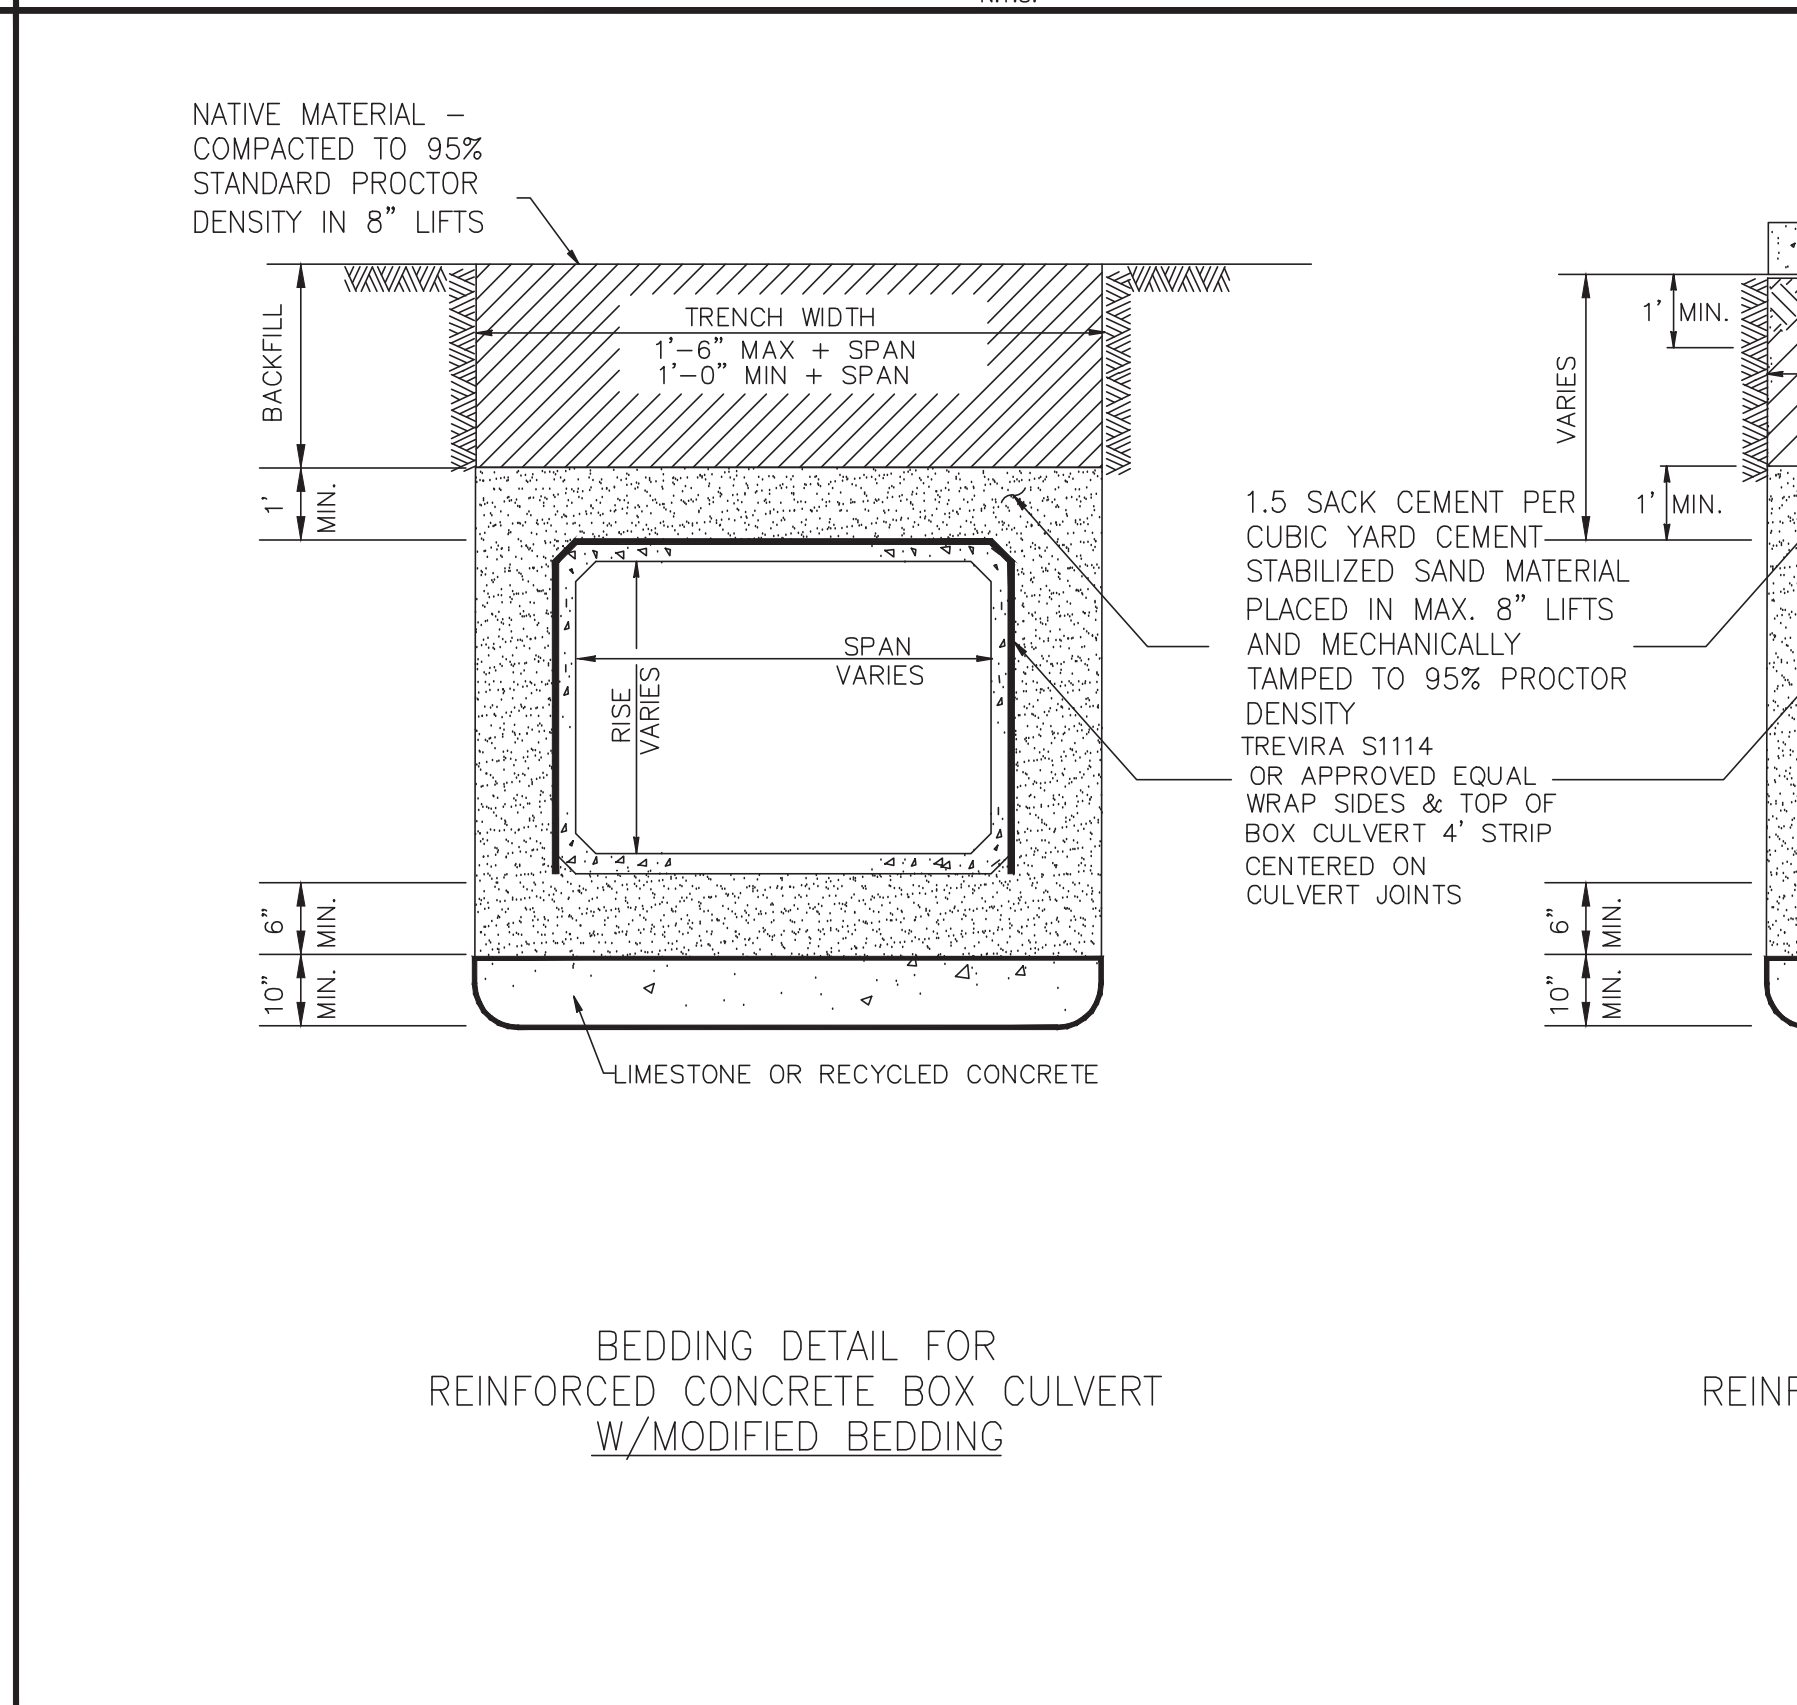 NATIVE MATERIAL –
COMPACTED TO 95%
STANDARD PROCTOR
DENSITY IN 8” LIFTS
BACKFILL
TRENCH WIDTH
1’-6” MAX + SPAN
1’-0” MIN + SPAN
1’
MIN.
SPAN
VARIES
RISE
VARIES
6”
MIN.
10”
MIN.
LIMESTONE OR RECYCLED CONCRETE
1.5 SACK CEMENT PER
CUBIC YARD CEMENT
STABILIZED SAND MATERIAL
PLACED IN MAX. 8” LIFTS
AND MECHANICALLY
TAMPED TO 95% PROCTOR
DENSITY
TREVIRA S1114
OR APPROVED EQUAL
WRAP SIDES & TOP OF
BOX CULVERT 4’ STRIP
CENTERED ON
CULVERT JOINTS
VARIES
1’ MIN.
1’ MIN.
6”
MIN.
10”
MIN.
BEDDING DETAIL FOR
REINFORCED CONCRETE BOX CULVERT
W/MODIFIED BEDDING